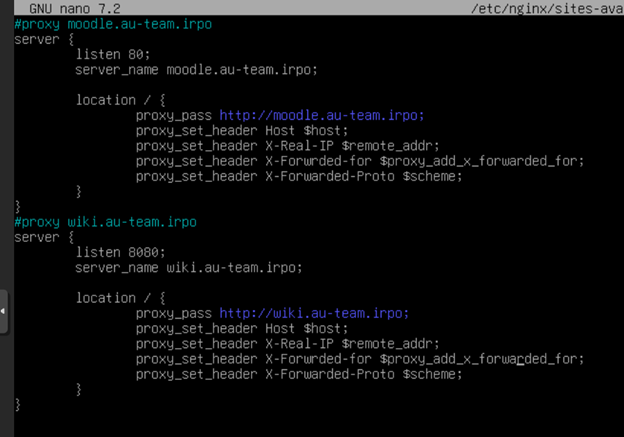 GNU nano 7.2 /etc/nginx/sites-ava
#proxy moodle.au-team.irpo
server {
listen 80;
server_name moodle.au-team.irpo;
location / {
proxy_pass http://moodle.au-team.irpo;
proxy_set_header Host $host;
proxy_set_header X-Real-IP $remote_addr;
proxy_set_header X-Forwrded-for $proxy_add_x_forwarded_for;
proxy_set_header X-Forwarded-Proto $scheme;
}
}
#proxy wiki.au-team.irpo
server {
listen 8080;
server_name wiki.au-team.irpo;
location / {
proxy_pass http://wiki.au-team.irpo;
proxy_set_header Host $host;
proxy_set_header X-Real-IP $remote_addr;
proxy_set_header X-Forwrded-for $proxy_add_x_forwarded_for;
proxy_set_header X-Forwarded-Proto $scheme;
}
}